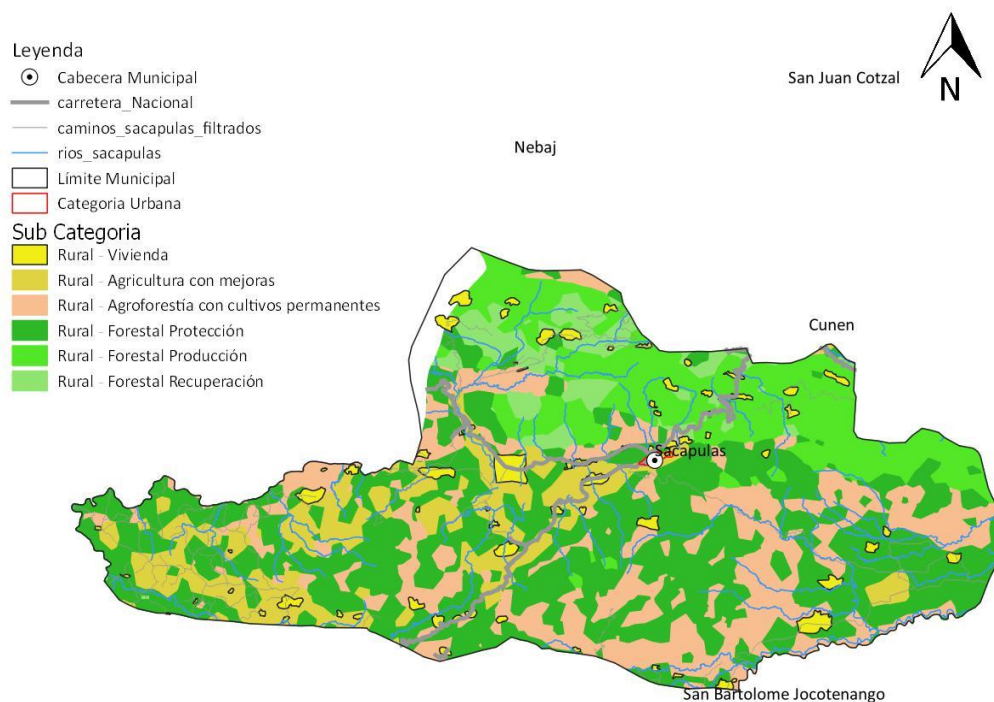 Leyenda
Cabecera Municipal
carretera_Nacional
caminos_sacapulas_filtrados
rios_sacapulas
Límite Municipal
Categoria Urbana
Sub Categoria
Rural - Vivienda
Rural - Agricultura con mejoras
Rural - Agroforestía con cultivos permanentes
Rural - Forestal Protección
Rural - Forestal Producción
Rural - Forestal Recuperación
San Juan Cotzal
N
Nebaj
Cunen
Sacapulas
San Bartolome Jocotenango